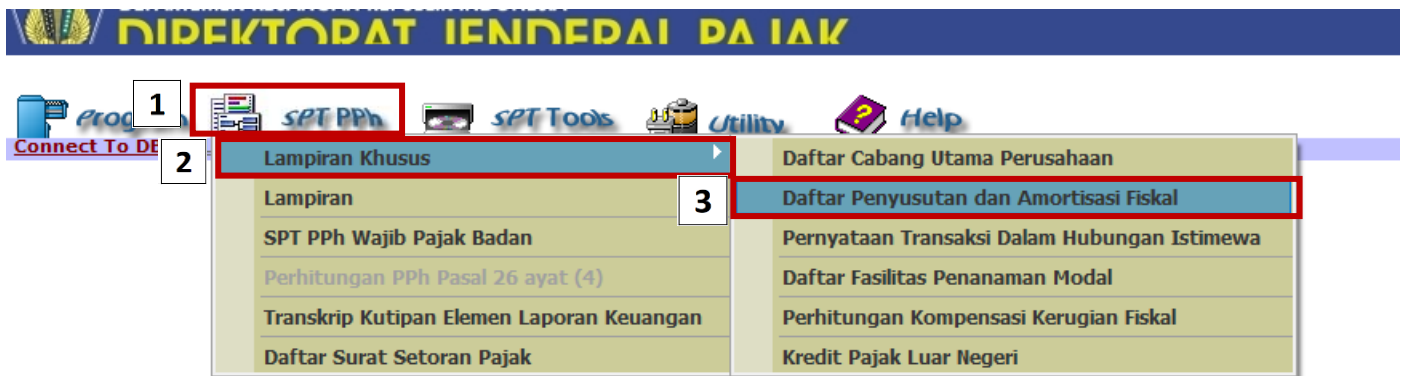 DIREKTORAT JENDERAL PAJAK
1
SPT PPh
SPT Tools
Utility
Help
Connect To DB
2
Lampiran Khusus
Lampiran
SPT PPh Wajib Pajak Badan
Perhitungan PPh Pasal 26 ayat (4)
Transkrip Kutipan Elemen Laporan Keuangan
Daftar Surat Setoran Pajak
3
Daftar Cabang Utama Perusahaan
Daftar Penyusutan dan Amortisasi Fiskal
Pernyataan Transaksi Dalam Hubungan Istimewa
Daftar Fasilitas Penanaman Modal
Perhitungan Kompensasi Kerugian Fiskal
Kredit Pajak Luar Negeri